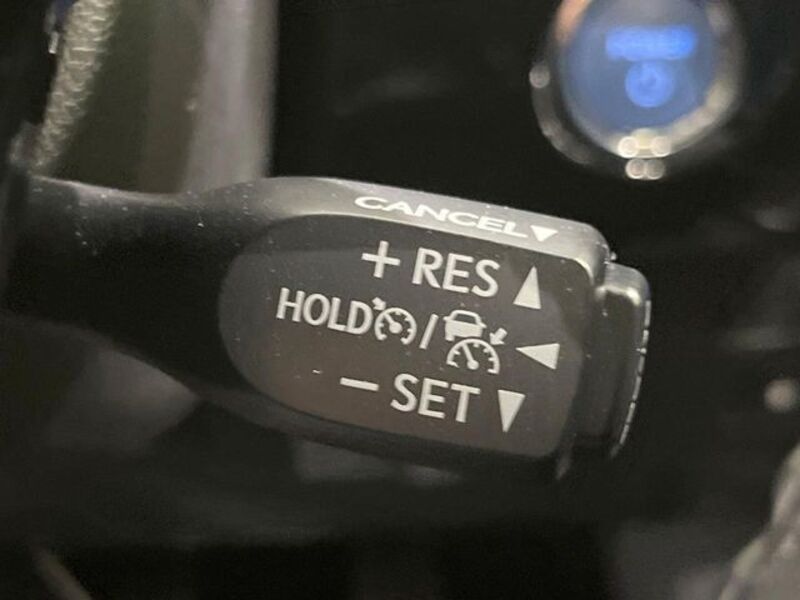 CANCEL▼
+ RES ▲
HOLD / ◀
− SET ▼